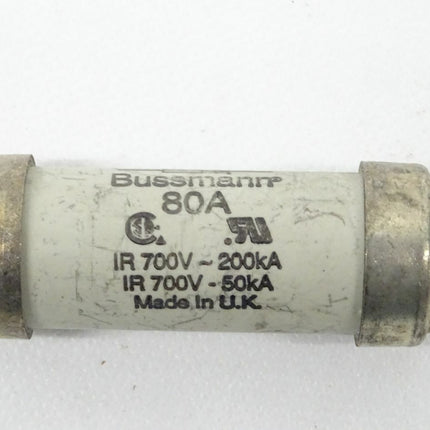 Bussmann
80A
IR 700V ~ 200kA
IR 700V - 50kA
Made in U.K.